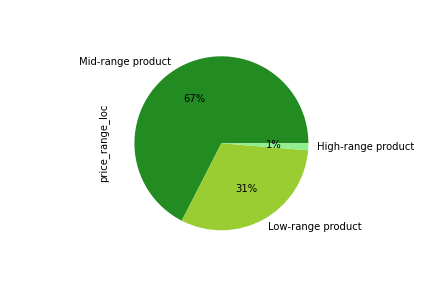 Mid-range product
67%
price_range_loc
1%
High-range product
31%
Low-range product